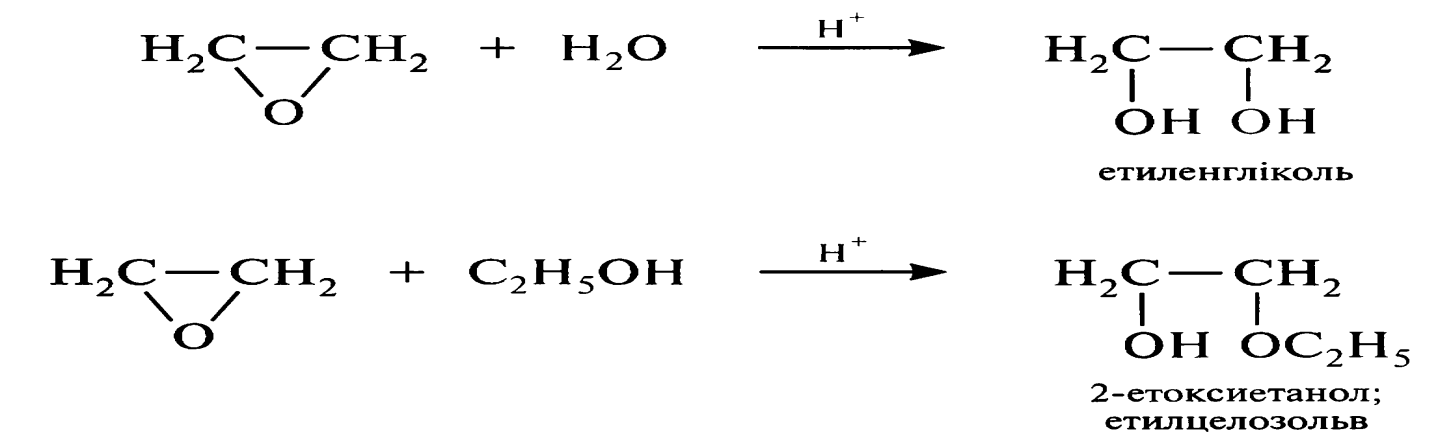 H₂C — CH₂ + H₂O H⁺ H₂C — CH₂
O
OH OH
етиленгліколь
H₂C — CH₂ + C₂H₅OH H⁺ H₂C — CH₂
O
OH OC₂H₅
2-етоксиетанол;
етилцелозольв